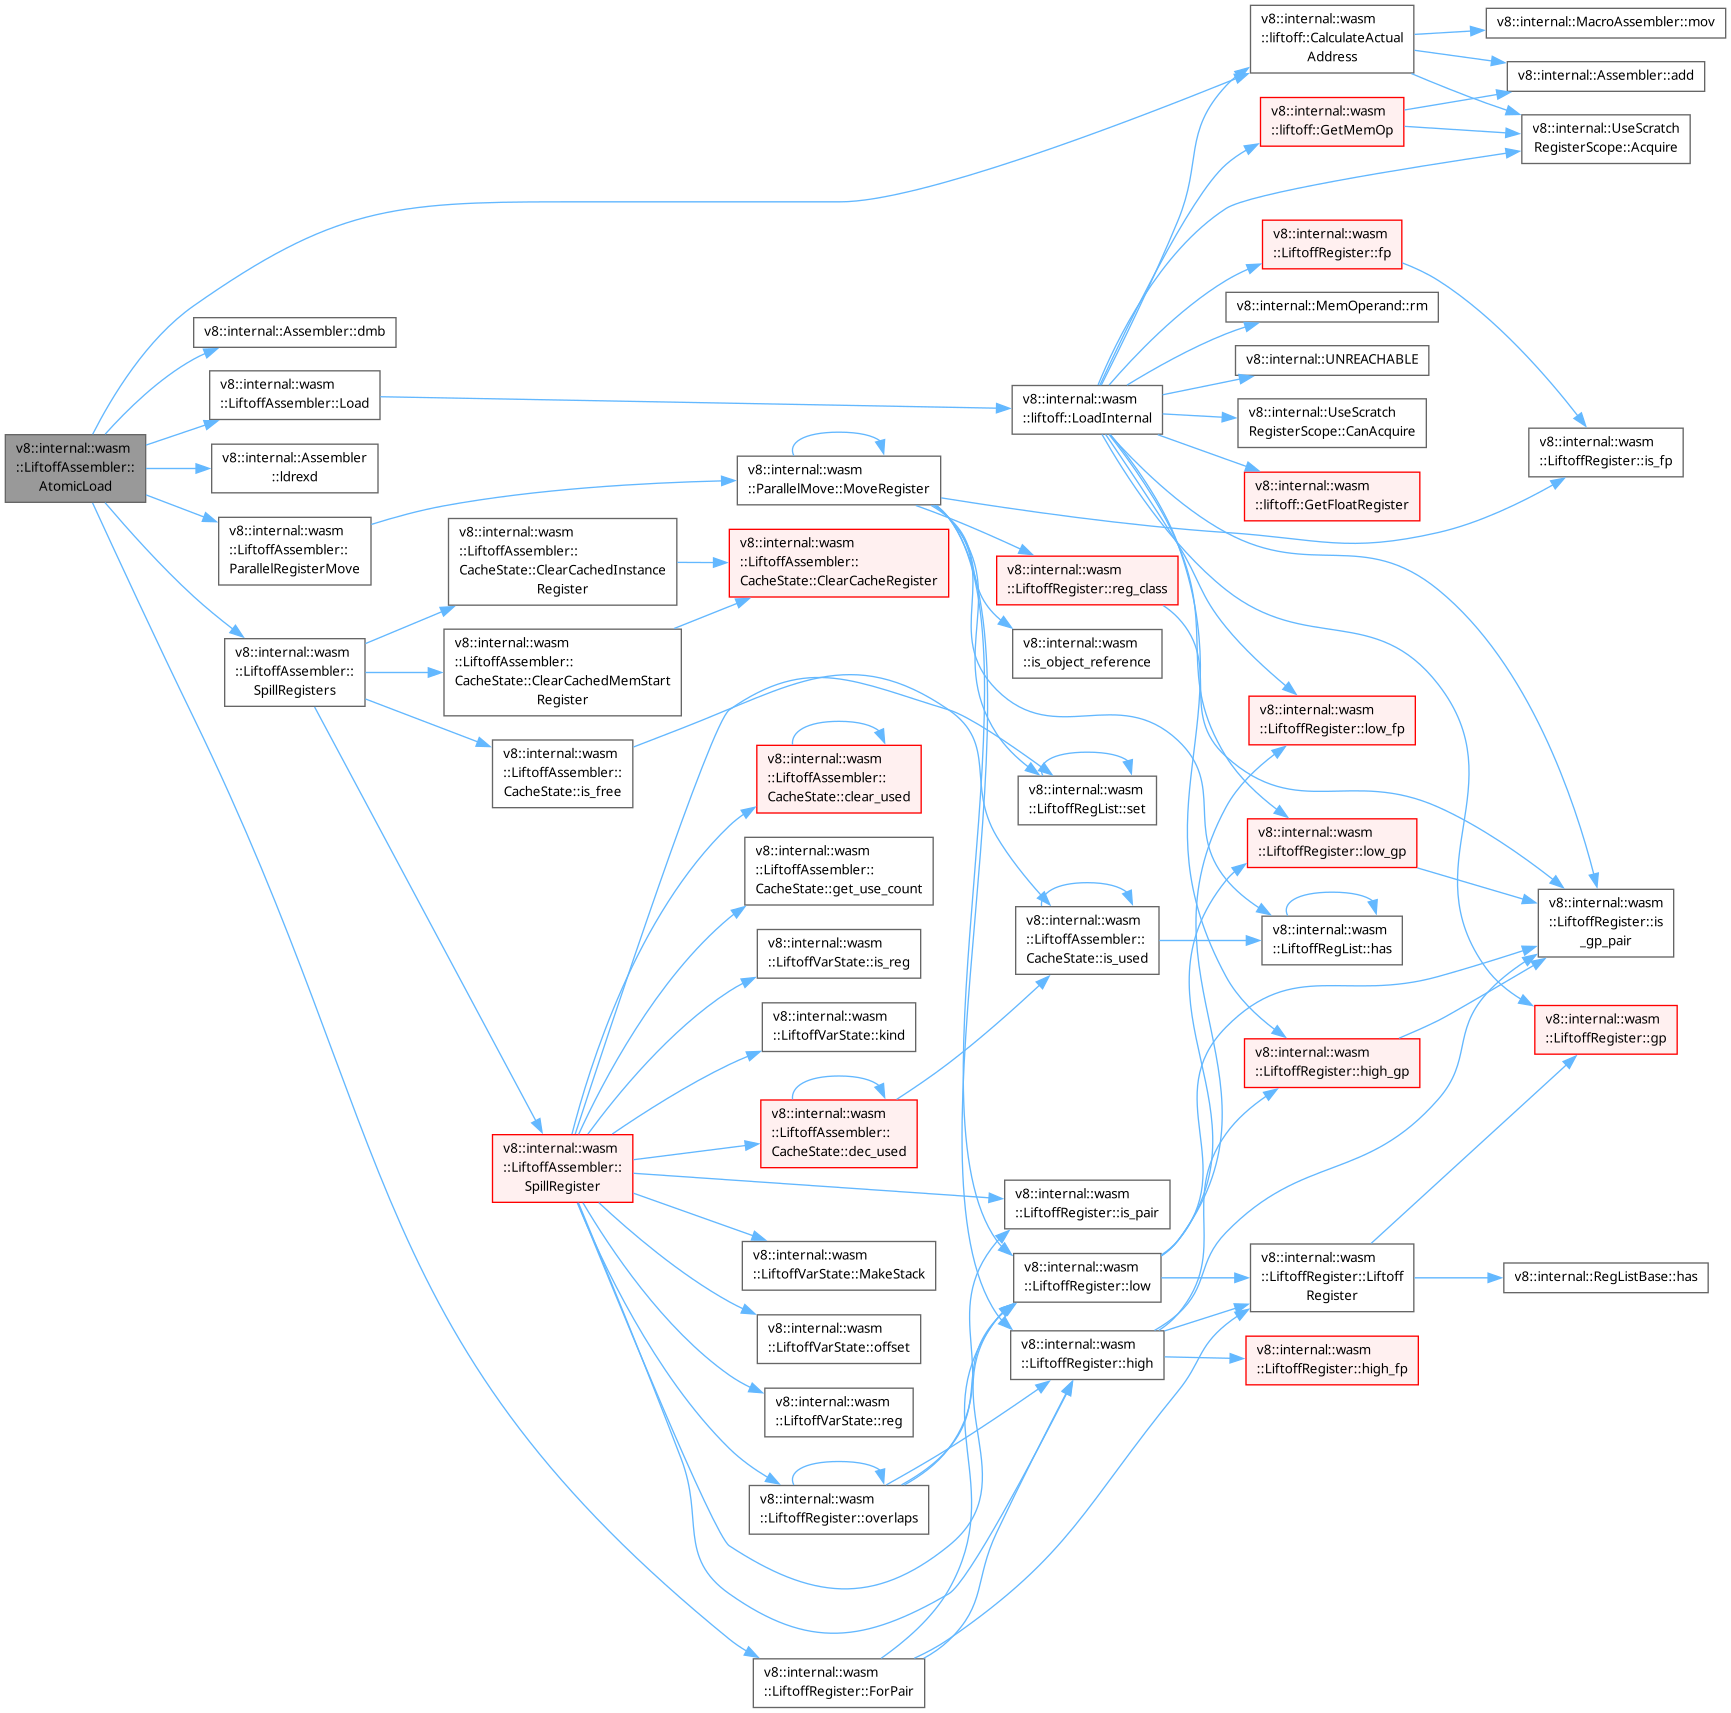 v8::internal::wasm
::LiftoffAssembler::
AtomicLoad
v8::internal::Assembler::dmb
v8::internal::wasm
::LiftoffAssembler::Load
v8::internal::Assembler
::ldrexd
v8::internal::wasm
::LiftoffAssembler::
ParallelRegisterMove
v8::internal::wasm
::LiftoffAssembler::
SpillRegisters
v8::internal::wasm
::LiftoffAssembler::
CacheState::ClearCachedInstance
Register
v8::internal::wasm
::LiftoffAssembler::
CacheState::ClearCachedMemStart
Register
v8::internal::wasm
::LiftoffAssembler::
CacheState::is_free
v8::internal::wasm
::LiftoffAssembler::
SpillRegister
v8::internal::wasm
::ParallelMove::MoveRegister
v8::internal::wasm
::LiftoffAssembler::
CacheState::ClearCacheRegister
v8::internal::wasm
::LiftoffAssembler::
CacheState::clear_used
v8::internal::wasm
::LiftoffAssembler::
CacheState::get_use_count
v8::internal::wasm
::LiftoffVarState::is_reg
v8::internal::wasm
::LiftoffVarState::kind
v8::internal::wasm
::LiftoffAssembler::
CacheState::dec_used
v8::internal::wasm
::LiftoffVarState::MakeStack
v8::internal::wasm
::LiftoffVarState::offset
v8::internal::wasm
::LiftoffVarState::reg
v8::internal::wasm
::LiftoffRegister::overlaps
v8::internal::wasm
::LiftoffRegister::ForPair
v8::internal::wasm
::liftoff::LoadInternal
v8::internal::wasm
::LiftoffRegister::reg_class
v8::internal::wasm
::is_object_reference
v8::internal::wasm
::LiftoffRegList::set
v8::internal::wasm
::LiftoffAssembler::
CacheState::is_used
v8::internal::wasm
::LiftoffRegister::is_pair
v8::internal::wasm
::LiftoffRegister::low
v8::internal::wasm
::LiftoffRegister::high
v8::internal::wasm
::liftoff::CalculateActual
Address
v8::internal::wasm
::liftoff::GetMemOp
v8::internal::wasm
::LiftoffRegister::fp
v8::internal::MemOperand::rm
v8::internal::UNREACHABLE
v8::internal::UseScratch
RegisterScope::CanAcquire
v8::internal::wasm
::liftoff::GetFloatRegister
v8::internal::wasm
::LiftoffRegister::low_fp
v8::internal::wasm
::LiftoffRegister::low_gp
v8::internal::wasm
::LiftoffRegList::has
v8::internal::wasm
::LiftoffRegister::high_gp
v8::internal::wasm
::LiftoffRegister::Liftoff
Register
v8::internal::wasm
::LiftoffRegister::high_fp
v8::internal::MacroAssembler::mov
v8::internal::Assembler::add
v8::internal::UseScratch
RegisterScope::Acquire
v8::internal::wasm
::LiftoffRegister::is_fp
v8::internal::wasm
::LiftoffRegister::is
_gp_pair
v8::internal::wasm
::LiftoffRegister::gp
v8::internal::RegListBase::has